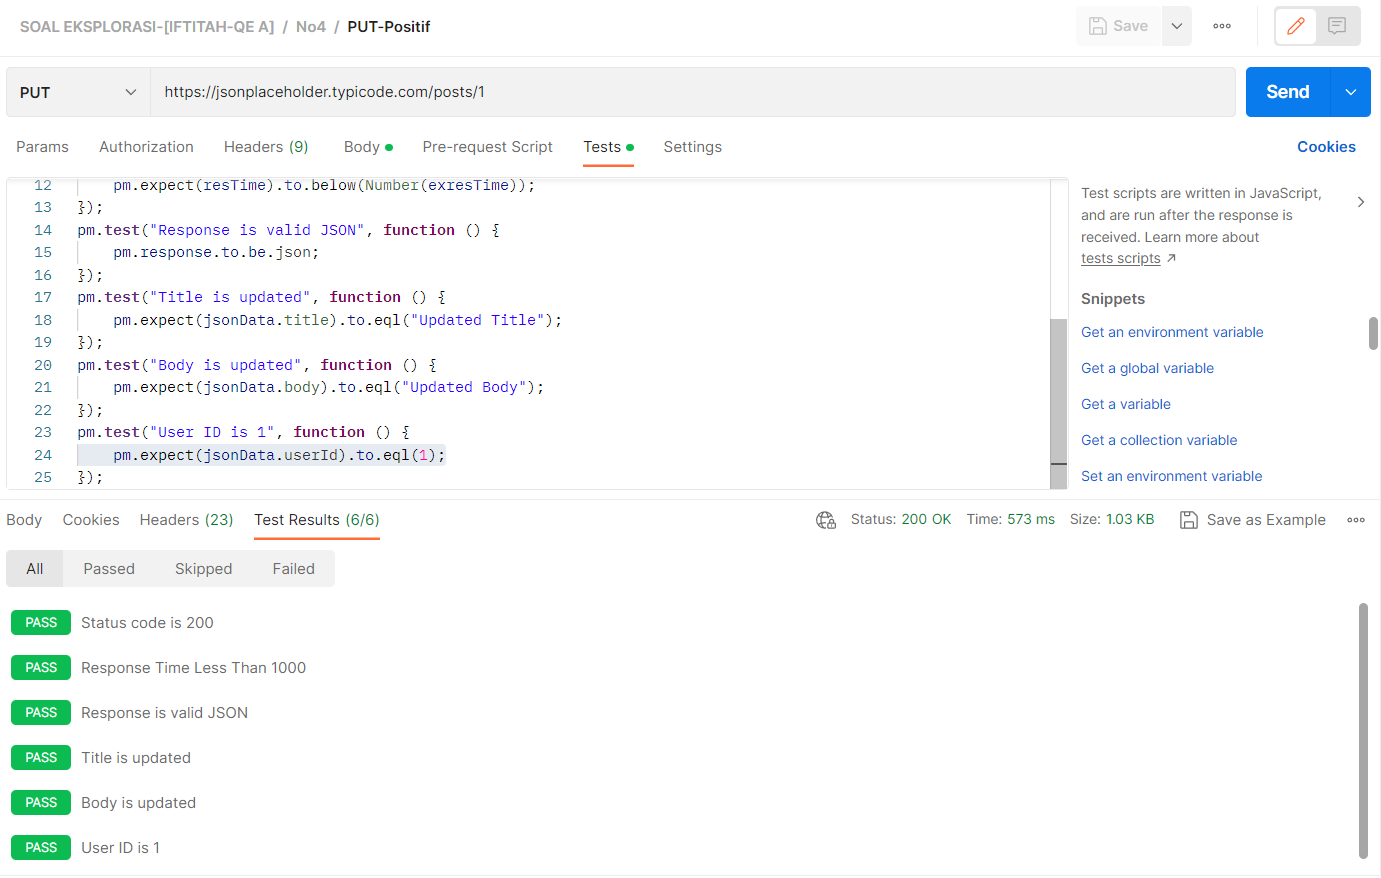 SOAL EKSPLORASI-[IFTITAH-QE A] / No4 / PUT-Positif
Save
PUT
https://jsonplaceholder.typicode.com/posts/1
Send
Params Authorization Headers (9) Body Pre-request Script Tests Settings
Cookies
12 pm.expect(resTime).to.below(Number(exresTime));
13 });
14 pm.test("Response is valid JSON", function () {
15 pm.response.to.be.json;
16 });
17 pm.test("Title is updated", function () {
18 pm.expect(jsonData.title).to.eql("Updated Title");
19 });
20 pm.test("Body is updated", function () {
21 pm.expect(jsonData.body).to.eql("Updated Body");
22 });
23 pm.test("User ID is 1", function () {
24 pm.expect(jsonData.userId).to.eql(1);
25 });
Test scripts are written in JavaScript,
and are run after the response is
received. Learn more about
tests scripts ↗
Snippets
Get an environment variable
Get a global variable
Get a variable
Get a collection variable
Set an environment variable
Body Cookies Headers (23) Test Results (6/6)
Status: 200 OK Time: 573 ms Size: 1.03 KB Save as Example
All Passed Skipped Failed
PASS Status code is 200
PASS Response Time Less Than 1000
PASS Response is valid JSON
PASS Title is updated
PASS Body is updated
PASS User ID is 1